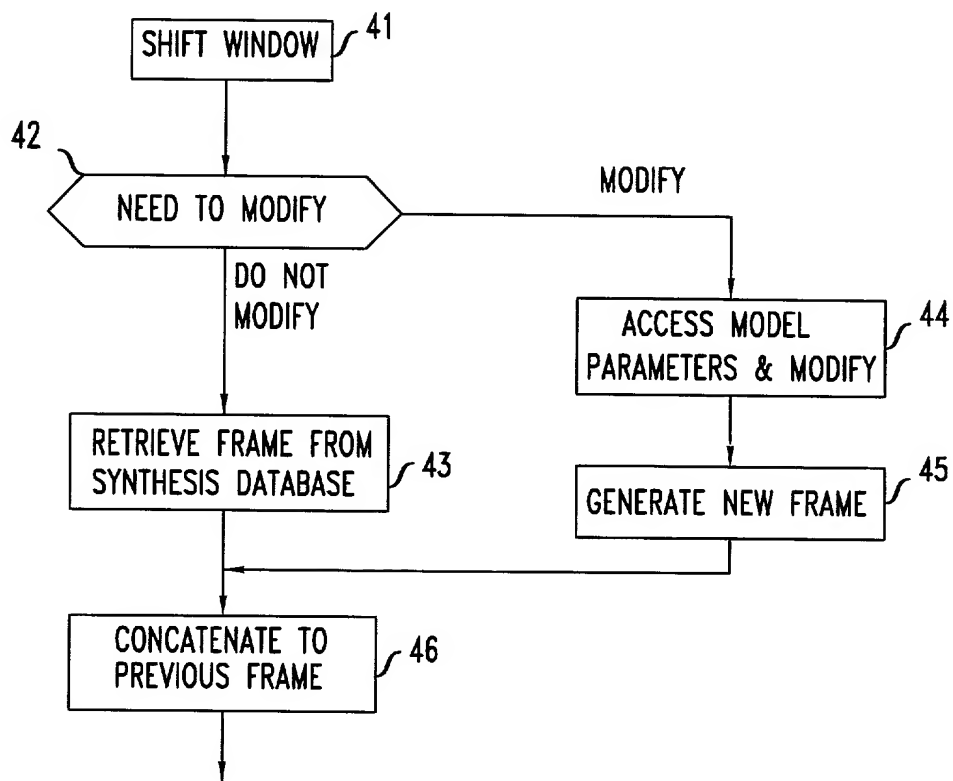 SHIFT WINDOW
41
42
NEED TO MODIFY
MODIFY
DO NOT
MODIFY
ACCESS MODEL
PARAMETERS & MODIFY
44
RETRIEVE FRAME FROM
SYNTHESIS DATABASE
43
GENERATE NEW FRAME
45
CONCATENATE TO
PREVIOUS FRAME
46